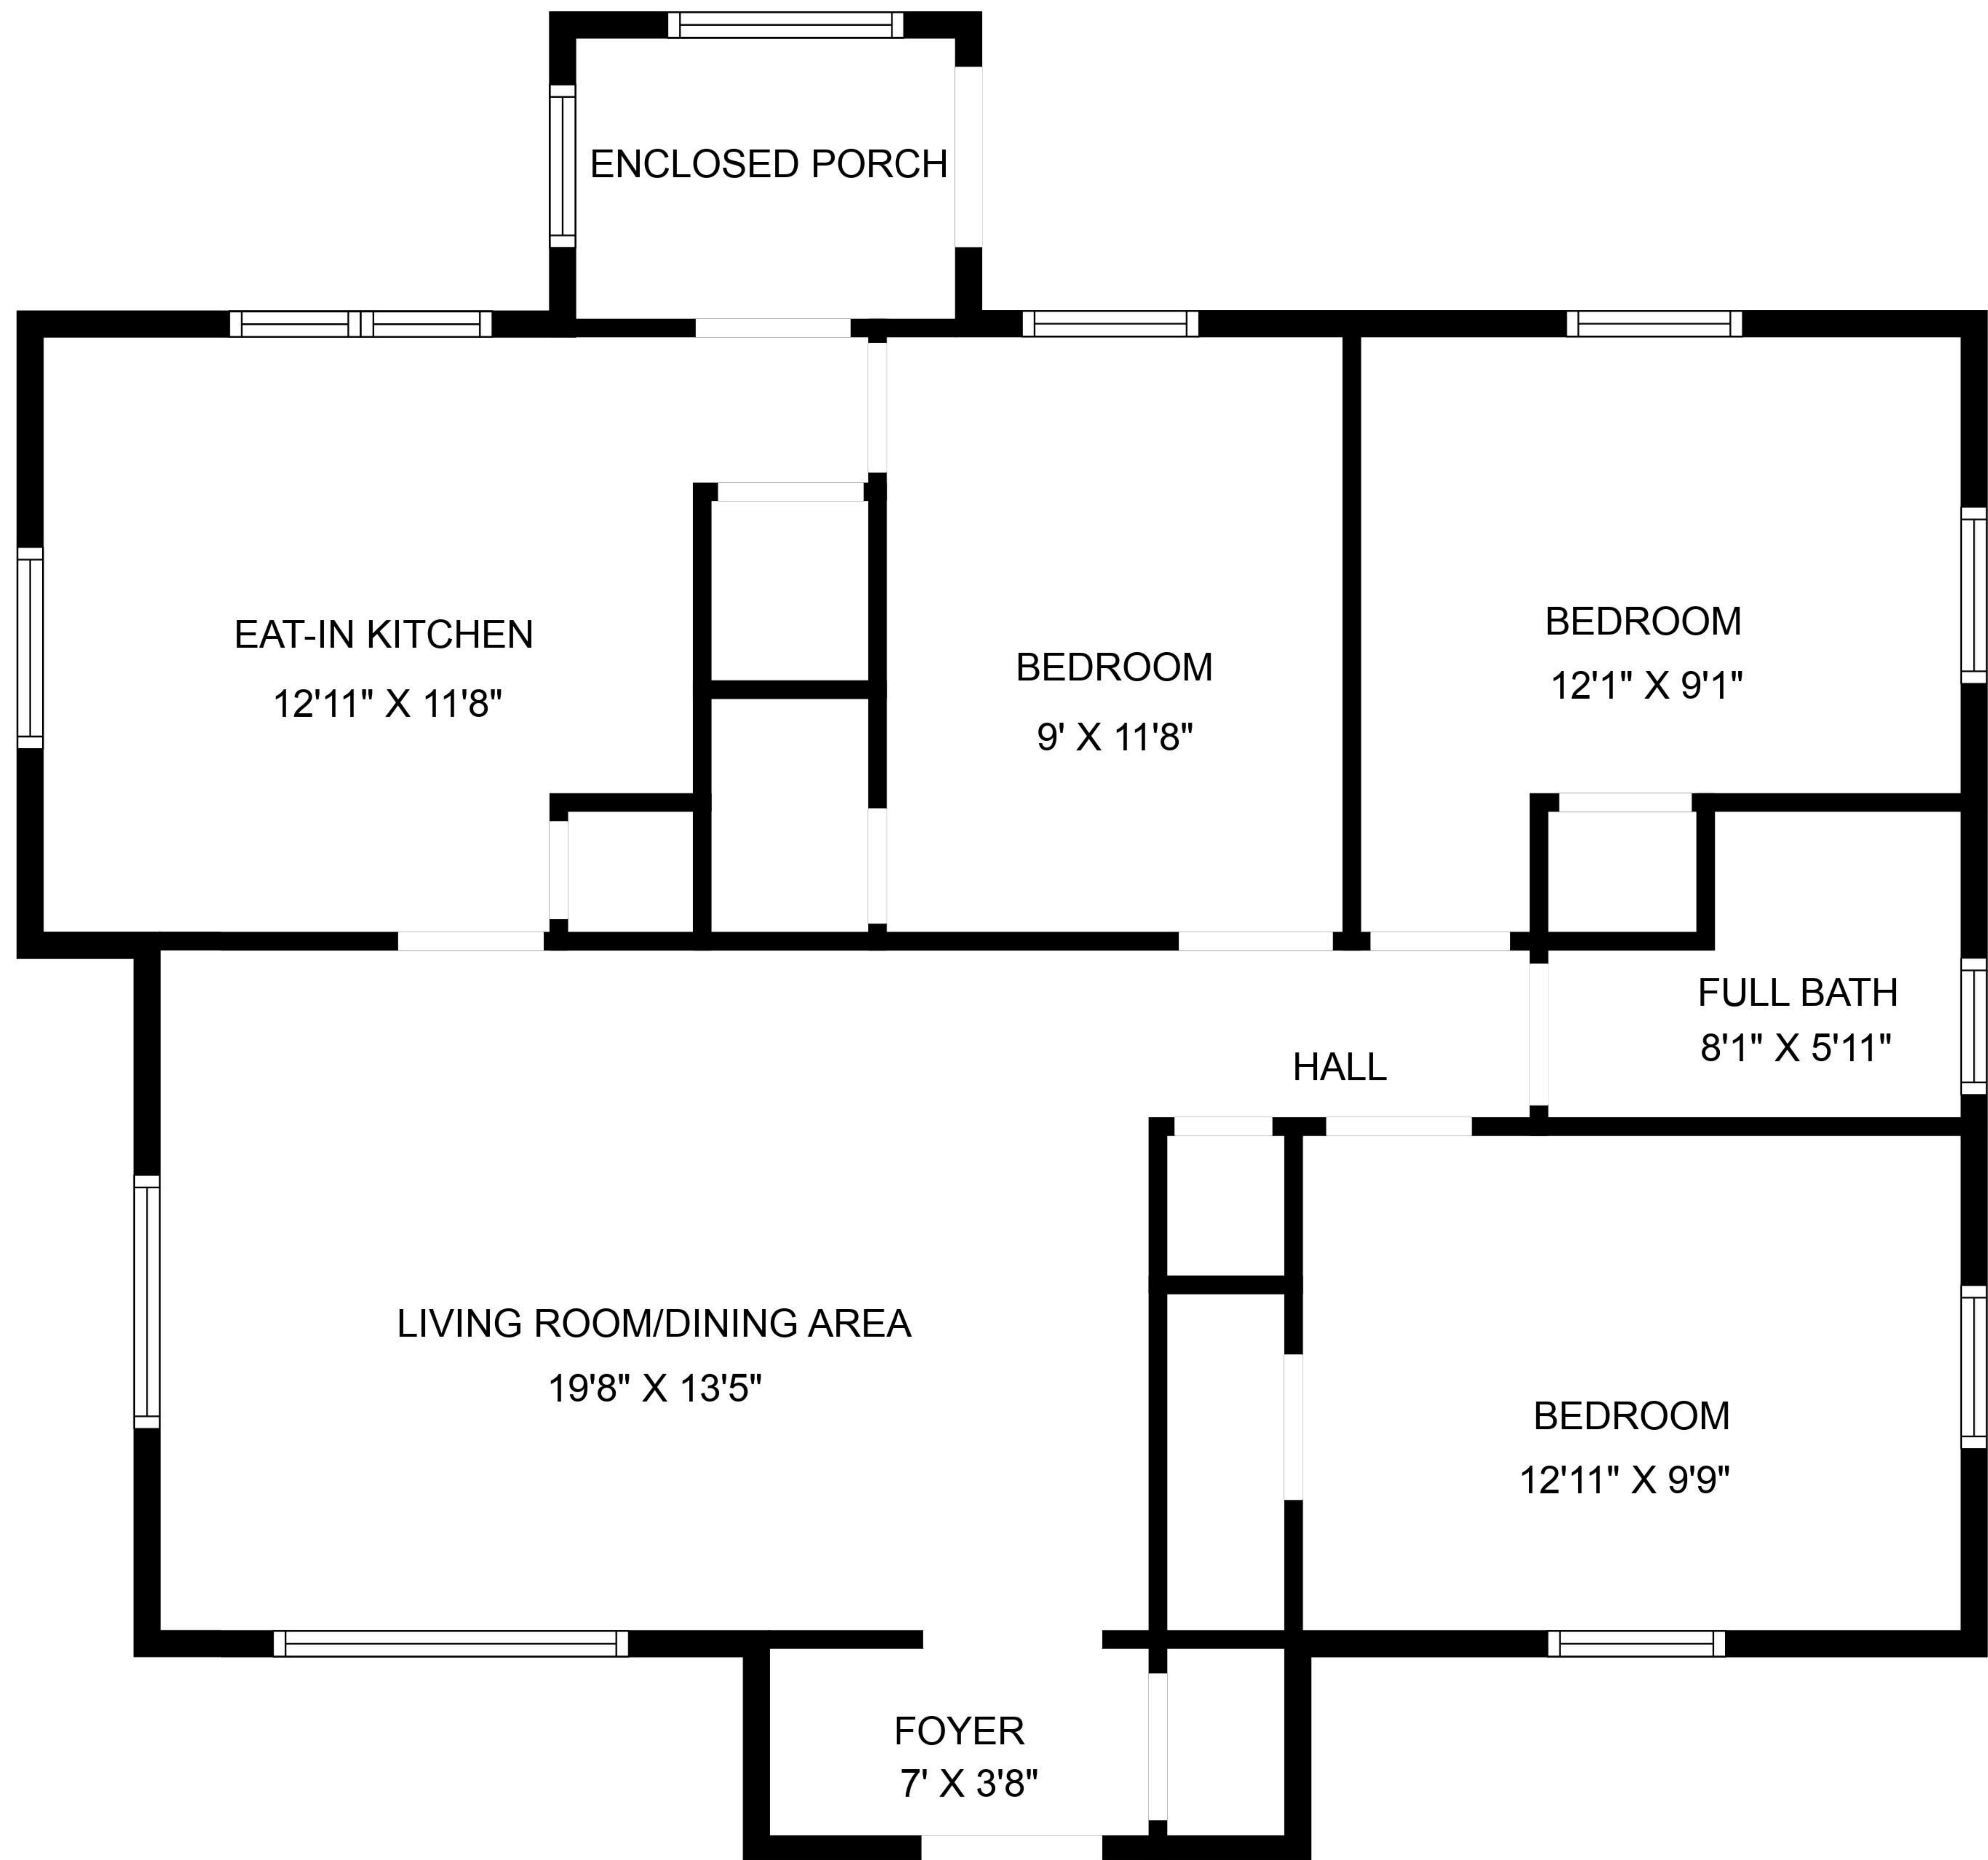 ENCLOSED PORCH
EAT-IN KITCHEN
12'11" X 11'8"
BEDROOM
9' X 11'8"
BEDROOM
12'1" X 9'1"
FULL BATH
8'1" X 5'11"
HALL
LIVING ROOM/DINING AREA
19'8" X 13'5"
BEDROOM
12'11" X 9'9"
FOYER
7' X 3'8"